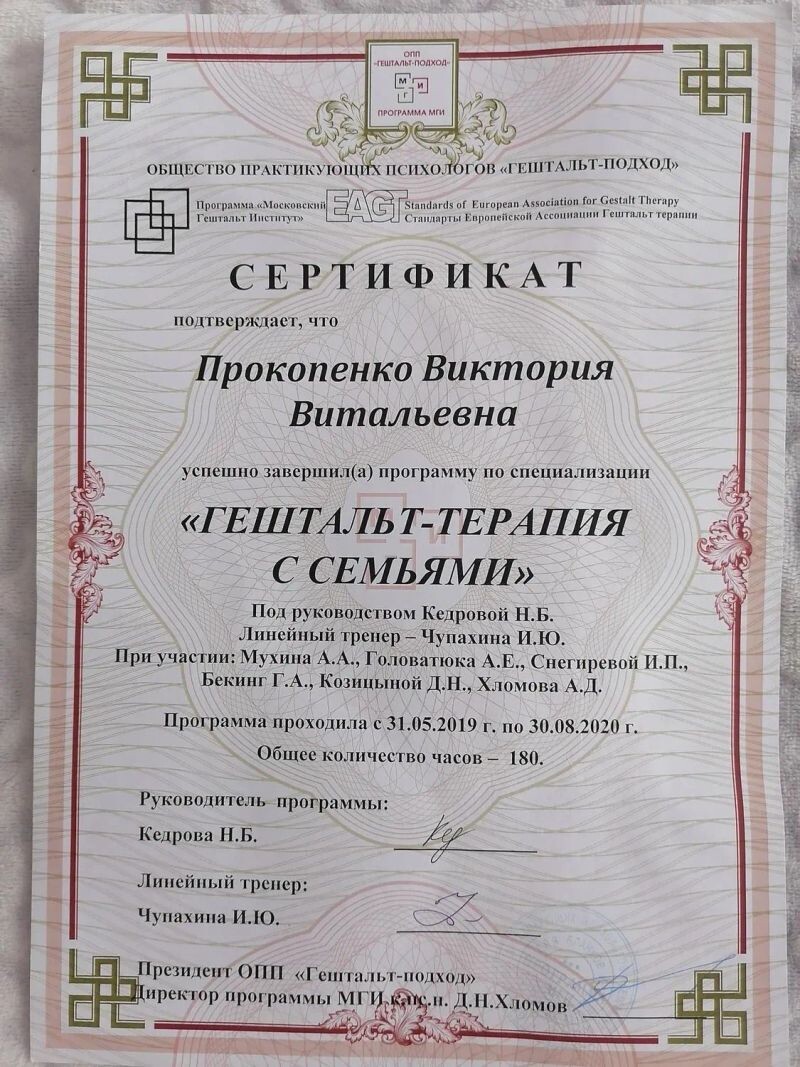 ОПП
«ГЕШТАЛЬТ-ПОДХОД»
М И
Г
ПРОГРАММА МГИ
ОБЩЕСТВО ПРАКТИКУЮЩИХ ПСИХОЛОГОВ «ГЕШТАЛЬТ-ПОДХОД»
Программа «Московский Гештальт Институт»
EAGT
Standards of European Association for Gestalt Therapy
Стандарты Европейской Ассоциации Гештальт терапии
СЕРТИФИКАТ
подтверждает, что
Прокопенко Виктория
Витальевна
успешно завершил(а) программу по специализации
«ГЕШТАЛЬТ-ТЕРАПИЯ
С СЕМЬЯМИ»
Под руководством Кедровой Н.Б.
Линейный тренер – Чупахина И.Ю.
При участии: Мухина А.А., Головатюка А.Е., Снегиревой И.П.,
Бекинг Г.А., Козицыной Д.Н., Хломова А.Д.
Программа проходила с 31.05.2019 г. по 30.08.2020 г.
Общее количество часов – 180.
Руководитель программы:
Кедрова Н.Б.
Линейный тренер:
Чупахина И.Ю.
Президент ОПП «Гештальт-подход»
Директор программы МГИ к.пс.н. Д.Н.Хломов